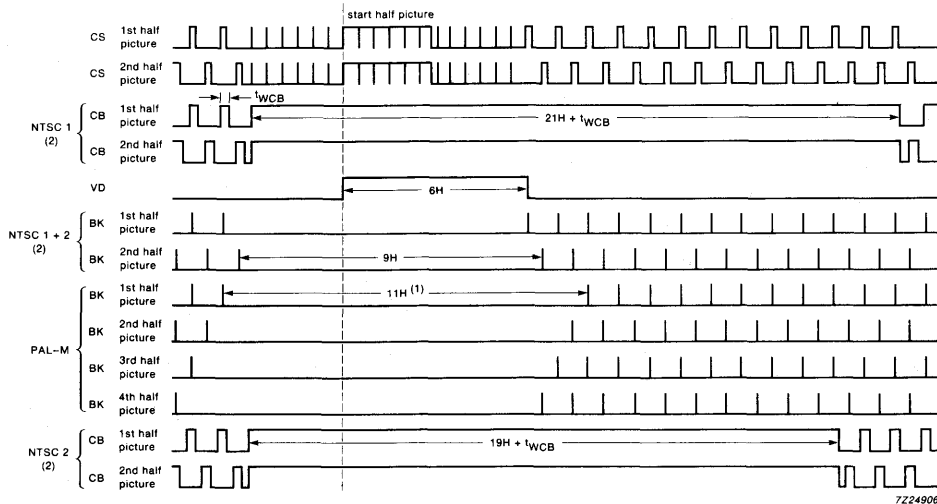 start half picture
CS 1st half picture
CS 2nd half picture
tWCB
NTSC 1 (2)
CB 1st half picture
21H + tWCB
CB 2nd half picture
VD
6H
NTSC 1 + 2 (2)
BK 1st half picture
BK 2nd half picture
9H
PAL-M
BK 1st half picture
11H (1)
BK 2nd half picture
BK 3rd half picture
BK 4th half picture
NTSC 2 (2)
CB 1st half picture
19H + tWCB
CB 2nd half picture
7Z24906